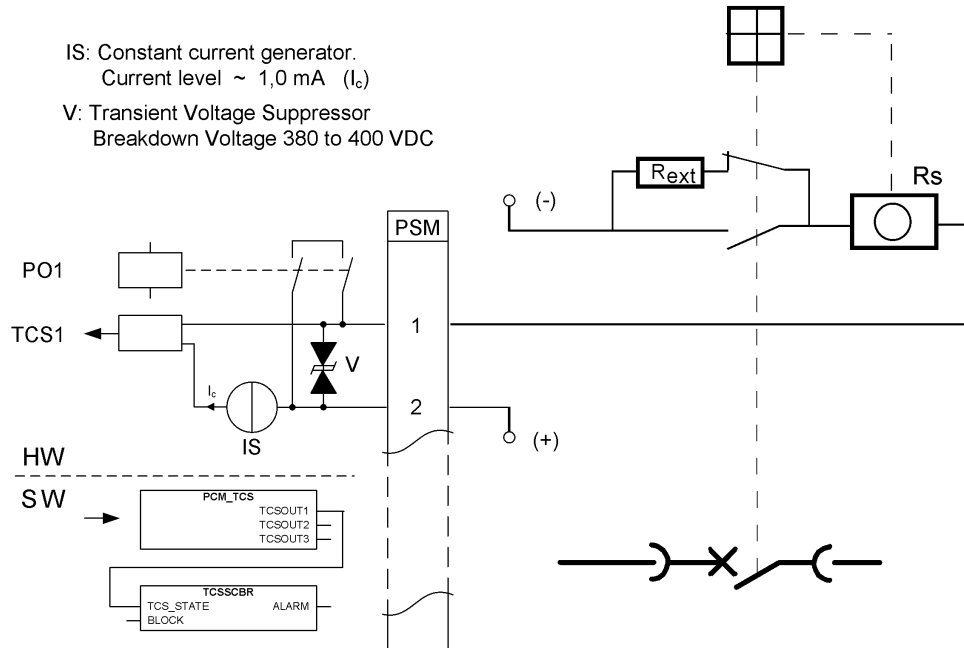 IS: Constant current generator.
Current level ~ 1,0 mA (Ic)
V: Transient Voltage Suppressor
Breakdown Voltage 380 to 400 VDC
Rext
Rs
(-)
PSM
PO1
TCS1
1
V
Ic
2
IS
(+)
HW
SW
PCM_TCS
TCSOUT1
TCSOUT2
TCSOUT3
TCSSCBR
TCS_STATE ALARM
BLOCK